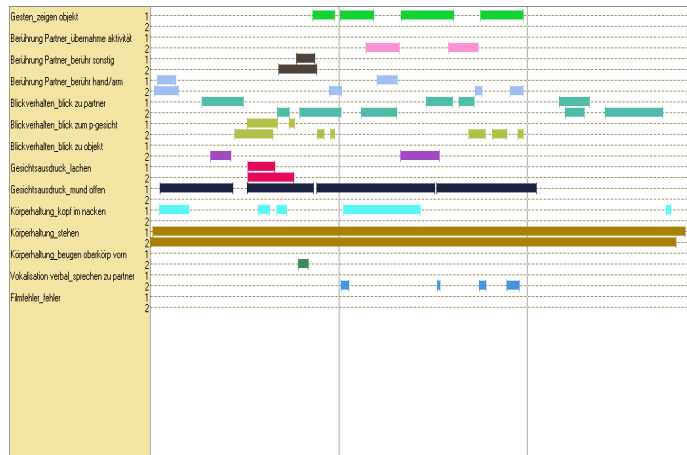 Gesten_zeigen objekt 1
2
Berührung Partner_übernahme aktivität 1
2
Berührung Partner_berühr sonstig 1
2
Berührung Partner_berühr hand/arm 1
2
Blickverhalten_blick zu partner 1
2
Blickverhalten_blick zum p-gesicht 1
2
Blickverhalten_blick zu objekt 1
2
Gesichtsausdruck_lachen 1
2
Gesichtsausdruck_mund offen 1
2
Körperhaltung_kopf im nacken 1
2
Körperhaltung_stehen 1
2
Körperhaltung_beugen oberkörp vorn 1
2
Vokalisation verbal_sprechen zu partner 1
2
Filmfehler_fehler 1
2